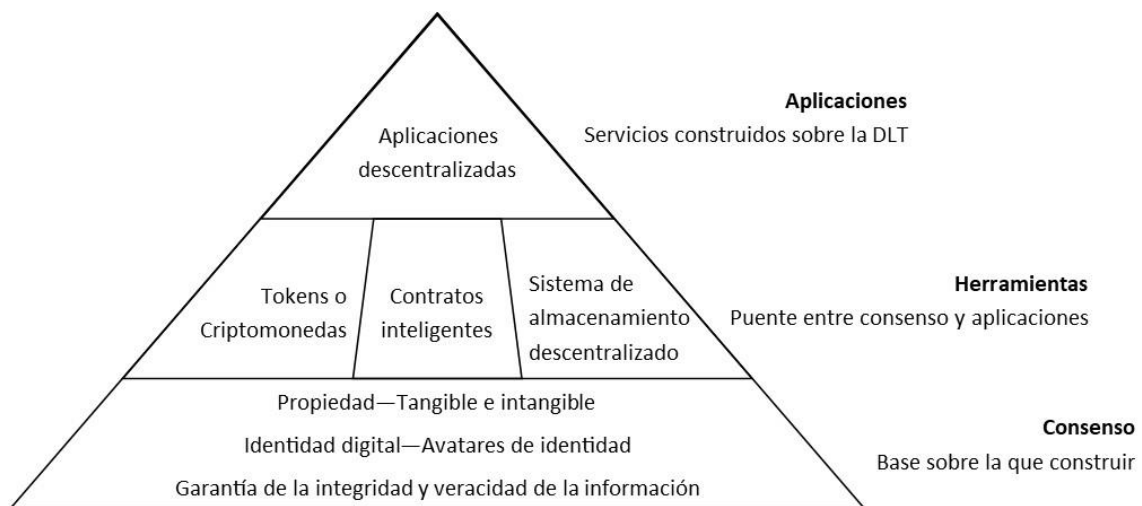 Aplicaciones
descentralizadas
Aplicaciones
Servicios construidos sobre la DLT
Tokens o
Criptomonedas
Contratos
inteligentes
Sistema de
almacenamiento
descentralizado
Herramientas
Puente entre consenso y aplicaciones
Propiedad—Tangible e intangible
Identidad digital—Avatares de identidad
Garantía de la integridad y veracidad de la información
Consenso
Base sobre la que construir